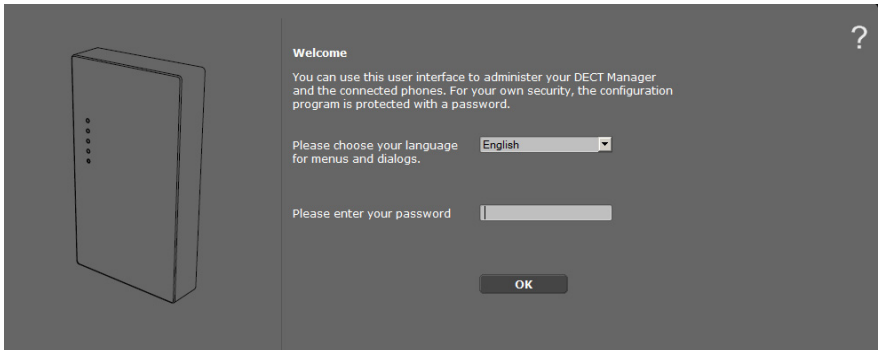 ?
Welcome
You can use this user interface to administer your DECT Manager
and the connected phones. For your own security, the configuration
program is protected with a password.
Please choose your language
for menus and dialogs.
English
Please enter your password
OK